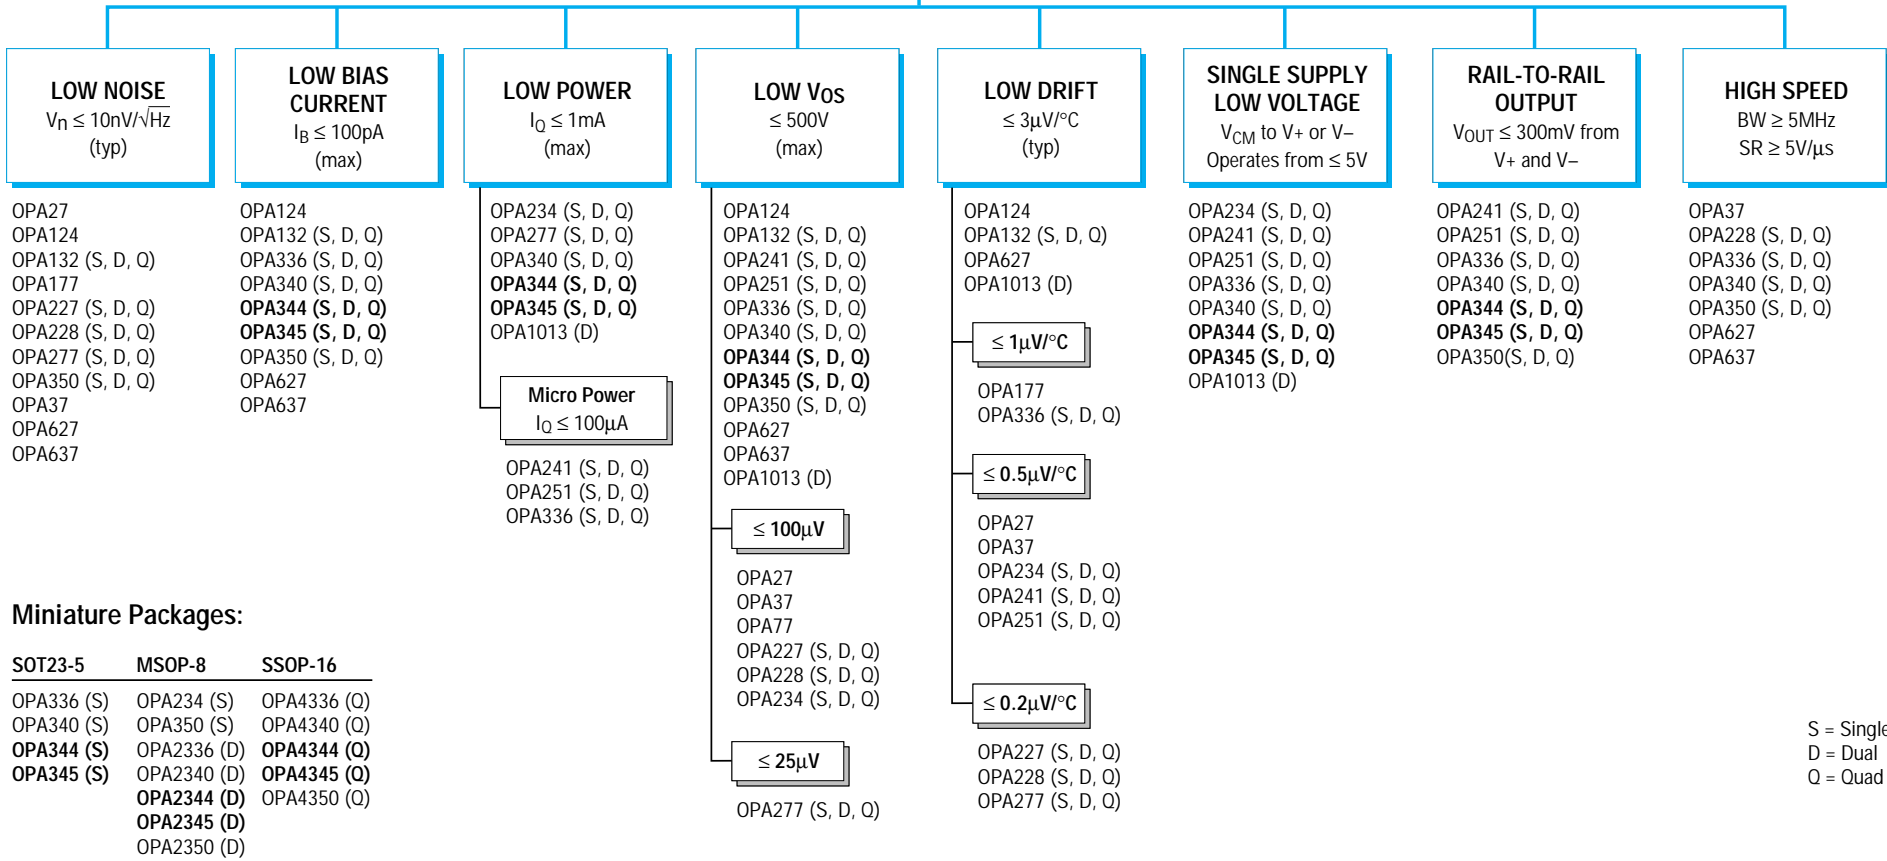 LOW NOISE
Vn ≤ 10nV/√Hz
(typ)
OPA27
OPA124
OPA132 (S, D, Q)
OPA177
OPA227 (S, D, Q)
OPA228 (S, D, Q)
OPA277 (S, D, Q)
OPA350 (S, D, Q)
OPA37
OPA627
OPA637
LOW BIAS
CURRENT
IB ≤ 100pA
(max)
OPA124
OPA132 (S, D, Q)
OPA336 (S, D, Q)
OPA340 (S, D, Q)
OPA344 (S, D, Q)
OPA345 (S, D, Q)
OPA350 (S, D, Q)
OPA627
OPA637
LOW POWER
IQ ≤ 1mA
(max)
OPA234 (S, D, Q)
OPA277 (S, D, Q)
OPA340 (S, D, Q)
OPA344 (S, D, Q)
OPA345 (S, D, Q)
OPA1013 (D)
Micro Power
IQ ≤ 100µA
OPA241 (S, D, Q)
OPA251 (S, D, Q)
OPA336 (S, D, Q)
LOW VOS
≤ 500V
(max)
OPA124
OPA132 (S, D, Q)
OPA241 (S, D, Q)
OPA251 (S, D, Q)
OPA336 (S, D, Q)
OPA340 (S, D, Q)
OPA344 (S, D, Q)
OPA345 (S, D, Q)
OPA350 (S, D, Q)
OPA627
OPA637
OPA1013 (D)
≤ 100µV
OPA27
OPA37
OPA77
OPA227 (S, D, Q)
OPA228 (S, D, Q)
OPA234 (S, D, Q)
≤ 25µV
OPA277 (S, D, Q)
LOW DRIFT
≤ 3µV/°C
(typ)
OPA124
OPA132 (S, D, Q)
OPA627
OPA1013 (D)
≤ 1µV/°C
OPA177
OPA336 (S, D, Q)
≤ 0.5µV/°C
OPA27
OPA37
OPA234 (S, D, Q)
OPA241 (S, D, Q)
OPA251 (S, D, Q)
≤ 0.2µV/°C
OPA227 (S, D, Q)
OPA228 (S, D, Q)
OPA277 (S, D, Q)
SINGLE SUPPLY
LOW VOLTAGE
VCM to V+ or V–
Operates from ≤ 5V
OPA234 (S, D, Q)
OPA241 (S, D, Q)
OPA251 (S, D, Q)
OPA336 (S, D, Q)
OPA340 (S, D, Q)
OPA344 (S, D, Q)
OPA345 (S, D, Q)
OPA1013 (D)
RAIL-TO-RAIL
OUTPUT
VOUT ≤ 300mV from
V+ and V–
OPA241 (S, D, Q)
OPA251 (S, D, Q)
OPA336 (S, D, Q)
OPA340 (S, D, Q)
OPA344 (S, D, Q)
OPA345 (S, D, Q)
OPA350(S, D, Q)
HIGH SPEED
BW ≥ 5MHz
SR ≥ 5V/µs
OPA37
OPA228 (S, D, Q)
OPA336 (S, D, Q)
OPA340 (S, D, Q)
OPA350 (S, D, Q)
OPA627
OPA637
Miniature Packages:
SOT23-5 MSOP-8 SSOP-16
OPA336 (S) OPA234 (S) OPA4336 (Q)
OPA340 (S) OPA350 (S) OPA4340 (Q)
OPA344 (S) OPA2336 (D) OPA4344 (Q)
OPA345 (S) OPA2340 (D) OPA4345 (Q)
OPA2344 (D) OPA4350 (Q)
OPA2345 (D)
OPA2350 (D)
S = Single
D = Dual
Q = Quad